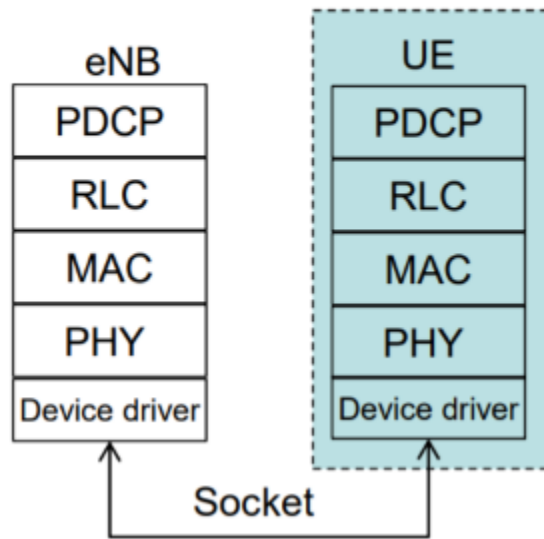 eNB
PDCP
RLC
MAC
PHY
Device driver
UE
PDCP
RLC
MAC
PHY
Device driver
Socket